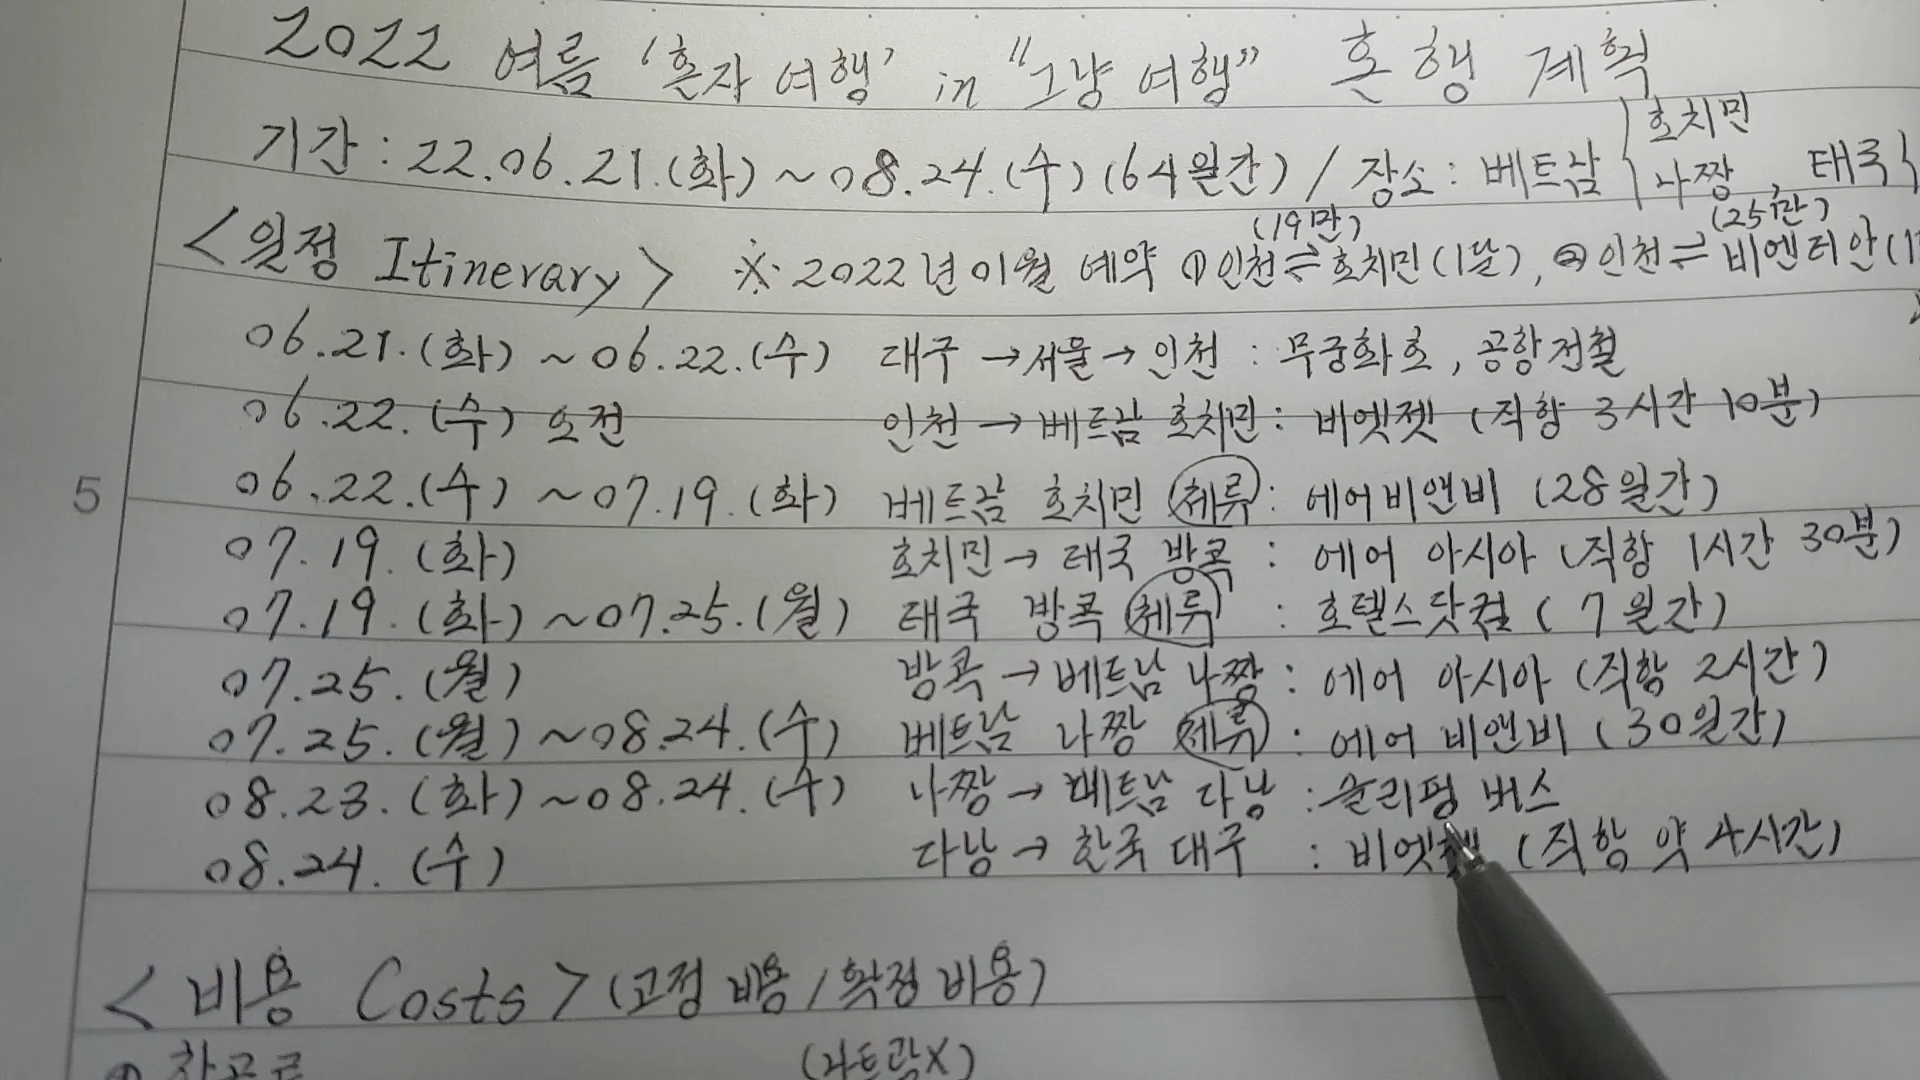 2022 여름 '혼자 여행' in "그냥 여행" 혼행 계획
기간 : 22.06.21.(화) ~ 08.24.(수) (64일간) / 장소 : 베트남 { 호치민
나짱 , 태국 }
(19만) (25만)
<일정 Itinerary> ※ 2022년 01월 예약 ① 인천⇌호치민(1달), ② 인천⇌비엔티안(1
06.21.(화) ~ 06.22.(수) 대구 → 서울 → 인천 : 무궁화호, 공항전철
06.22.(수) 오전 인천 → 베트남 호치민 : 비엣젯 (직항 3시간 10분)
06.22.(수) ~ 07.19.(화) 베트남 호치민 체류 : 에어비앤비 (28일간)
07.19.(화) 호치민 → 태국 방콕 : 에어 아시아 (직항 1시간 30분)
07.19.(화) ~ 07.25.(월) 태국 방콕 체류 : 호텔스닷컴 (7일간)
07.25.(월) 방콕 → 베트남 나짱 : 에어 아시아 (직항 2시간)
07.25.(월) ~ 08.24.(수) 베트남 나짱 체류 : 에어 비앤비 (30일간)
08.23.(화) ~ 08.24.(수) 나짱 → 베트남 다낭 : 슬리핑 버스
08.24.(수) 다낭 → 한국 대구 : 비엣젯 (직항 약 4시간)
5
<비용 Costs> (고정 비용 / 확정 비용)
① 항공료